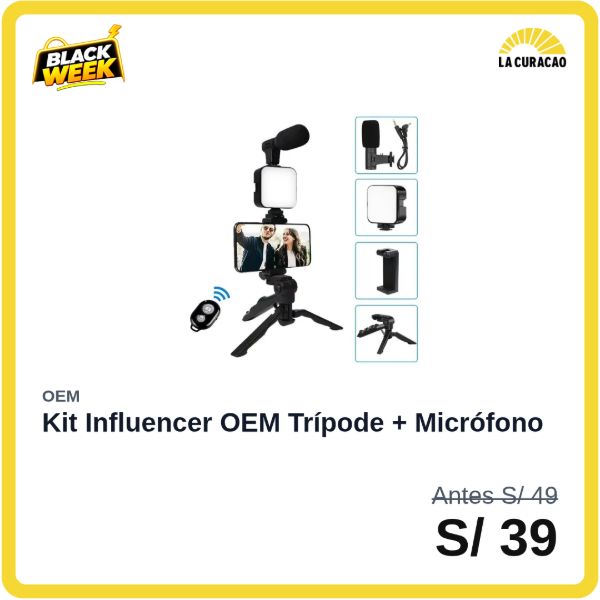 BLACK
WEEK
LA CURACAO
OEM
Kit Influencer OEM Trípode + Micrófono
Antes S/ 49
S/ 39